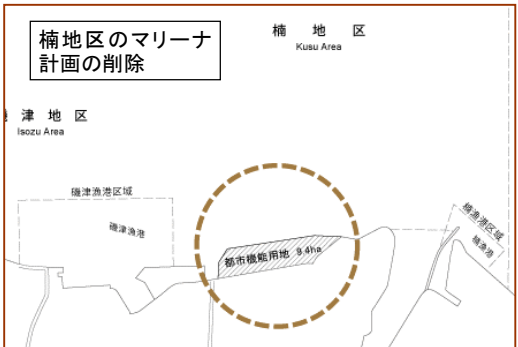 楠地区のマリーナ
計画の削除
楠地区
Kusu Area
津地区
Isozu Area
磯津漁港区域
磯津漁港
都市機能用地 9.4ha
楠漁港区域
楠漁港